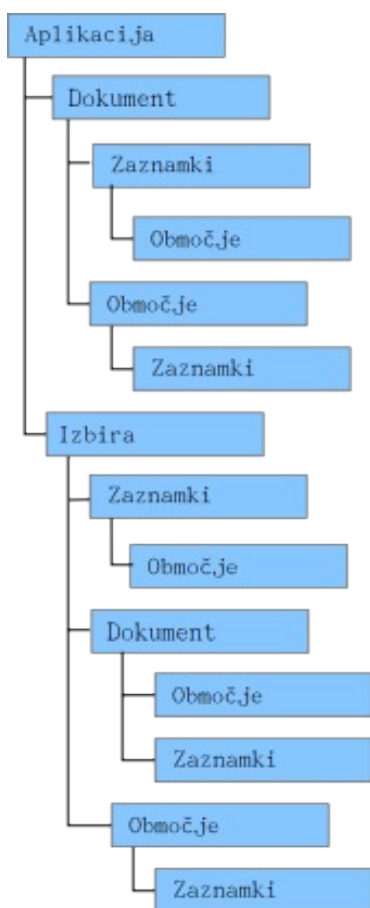 Aplikacija
Dokument
Zaznamki
Območje
Območje
Zaznamki
Izbira
Zaznamki
Območje
Dokument
Območje
Zaznamki
Območje
Zaznamki